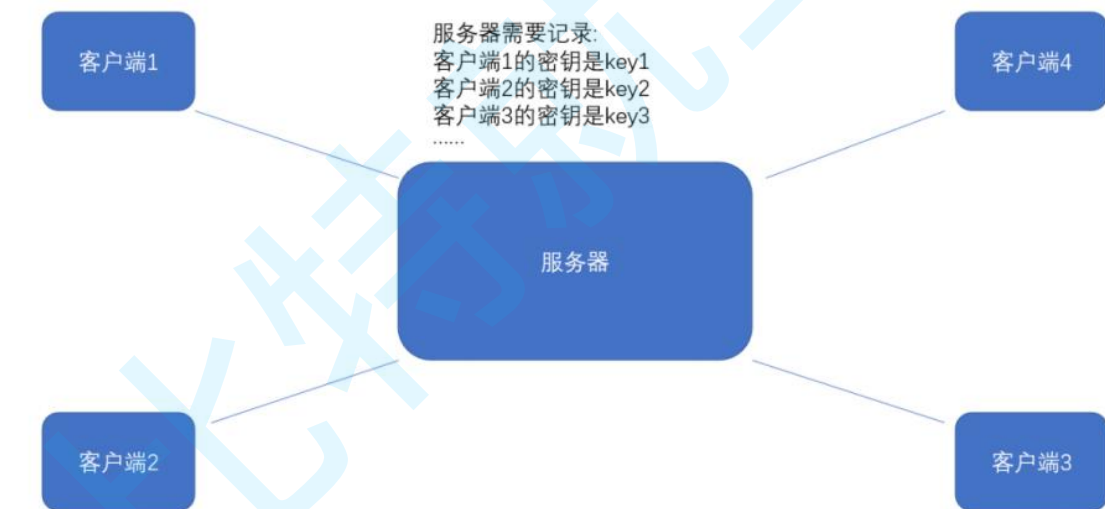 客户端1
服务器需要记录:
客户端1的密钥是key1
客户端2的密钥是key2
客户端3的密钥是key3
......
客户端4
服务器
客户端2
客户端3
比特就